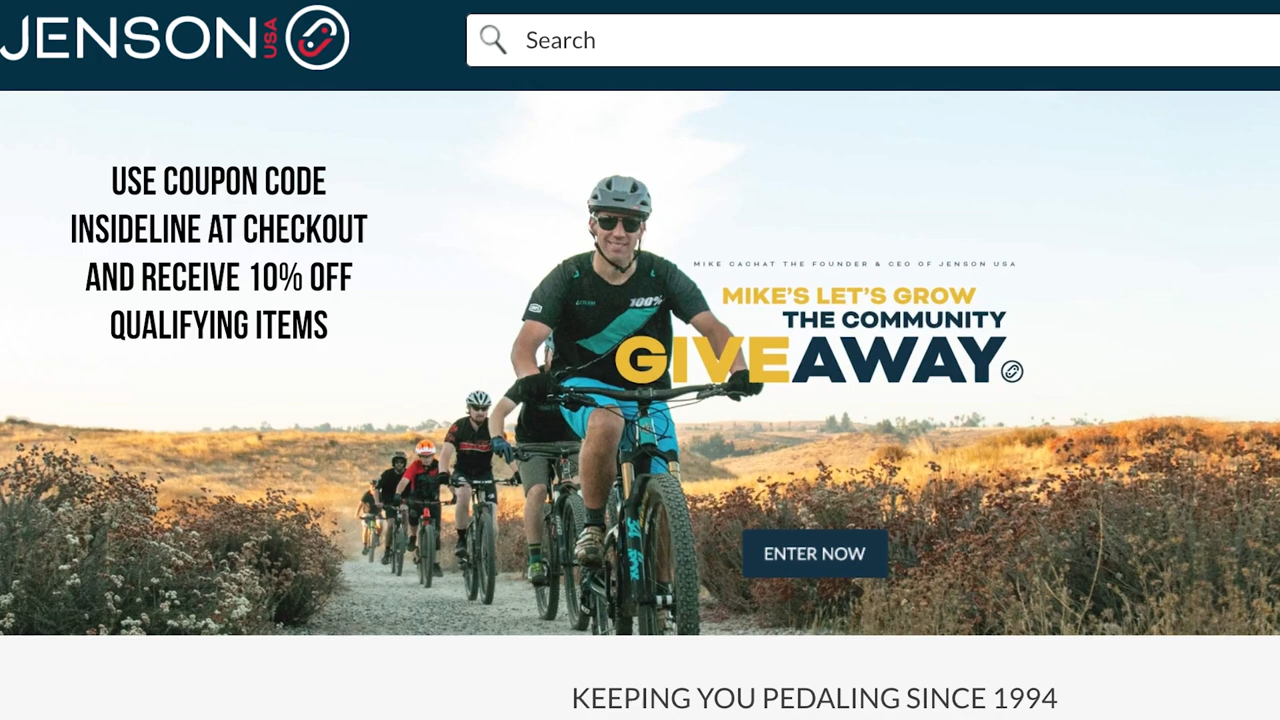 JENSON USA
Search
USE COUPON CODE
INSIDELINE AT CHECKOUT
AND RECEIVE 10% OFF
QUALIFYING ITEMS
100%
MIKE CACHAT THE FOUNDER & CEO OF JENSON USA
MIKE'S LET'S GROW
THE COMMUNITY
GIVEAWAY
ENTER NOW
KEEPING YOU PEDALING SINCE 1994